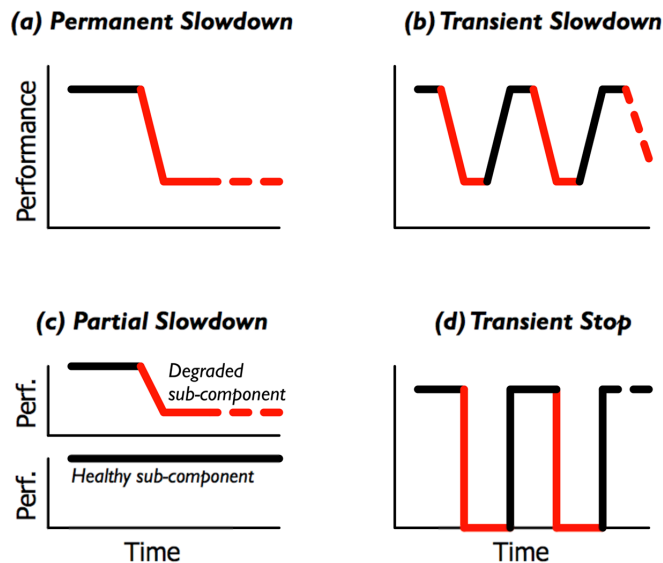 (a) Permanent Slowdown
(b) Transient Slowdown
Performance
(c) Partial Slowdown
(d) Transient Stop
Perf.
Degraded
sub-component
Perf.
Healthy sub-component
Time
Time